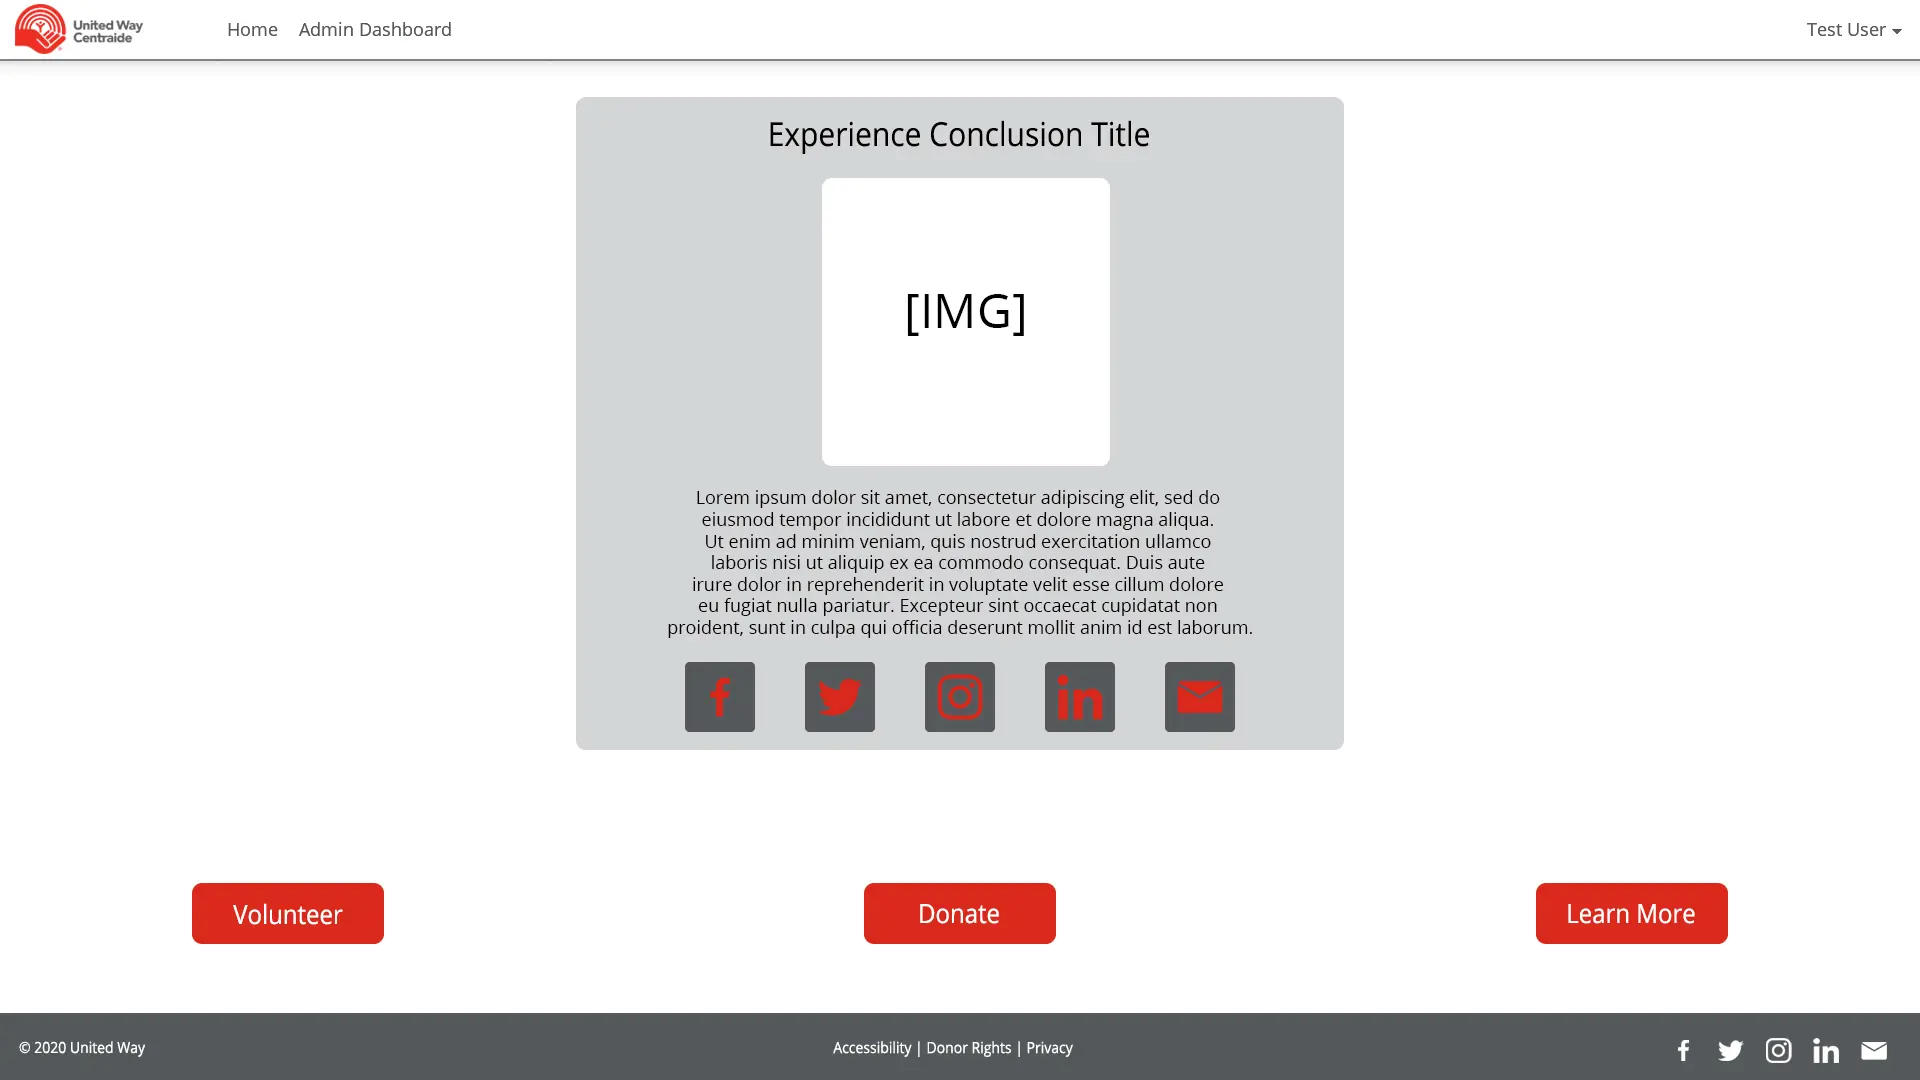 United Way
Centraide
Home
Admin Dashboard
Test User
Experience Conclusion Title
[IMG]
Lorem ipsum dolor sit amet, consectetur adipiscing elit, sed do
eiusmod tempor incididunt ut labore et dolore magna aliqua.
Ut enim ad minim veniam, quis nostrud exercitation ullamco
laboris nisi ut aliquip ex ea commodo consequat. Duis aute
irure dolor in reprehenderit in voluptate velit esse cillum dolore
eu fugiat nulla pariatur. Excepteur sint occaecat cupidatat non
proident, sunt in culpa qui officia deserunt mollit anim id est laborum.
Volunteer
Donate
Learn More
© 2020 United Way
Accessibility | Donor Rights | Privacy